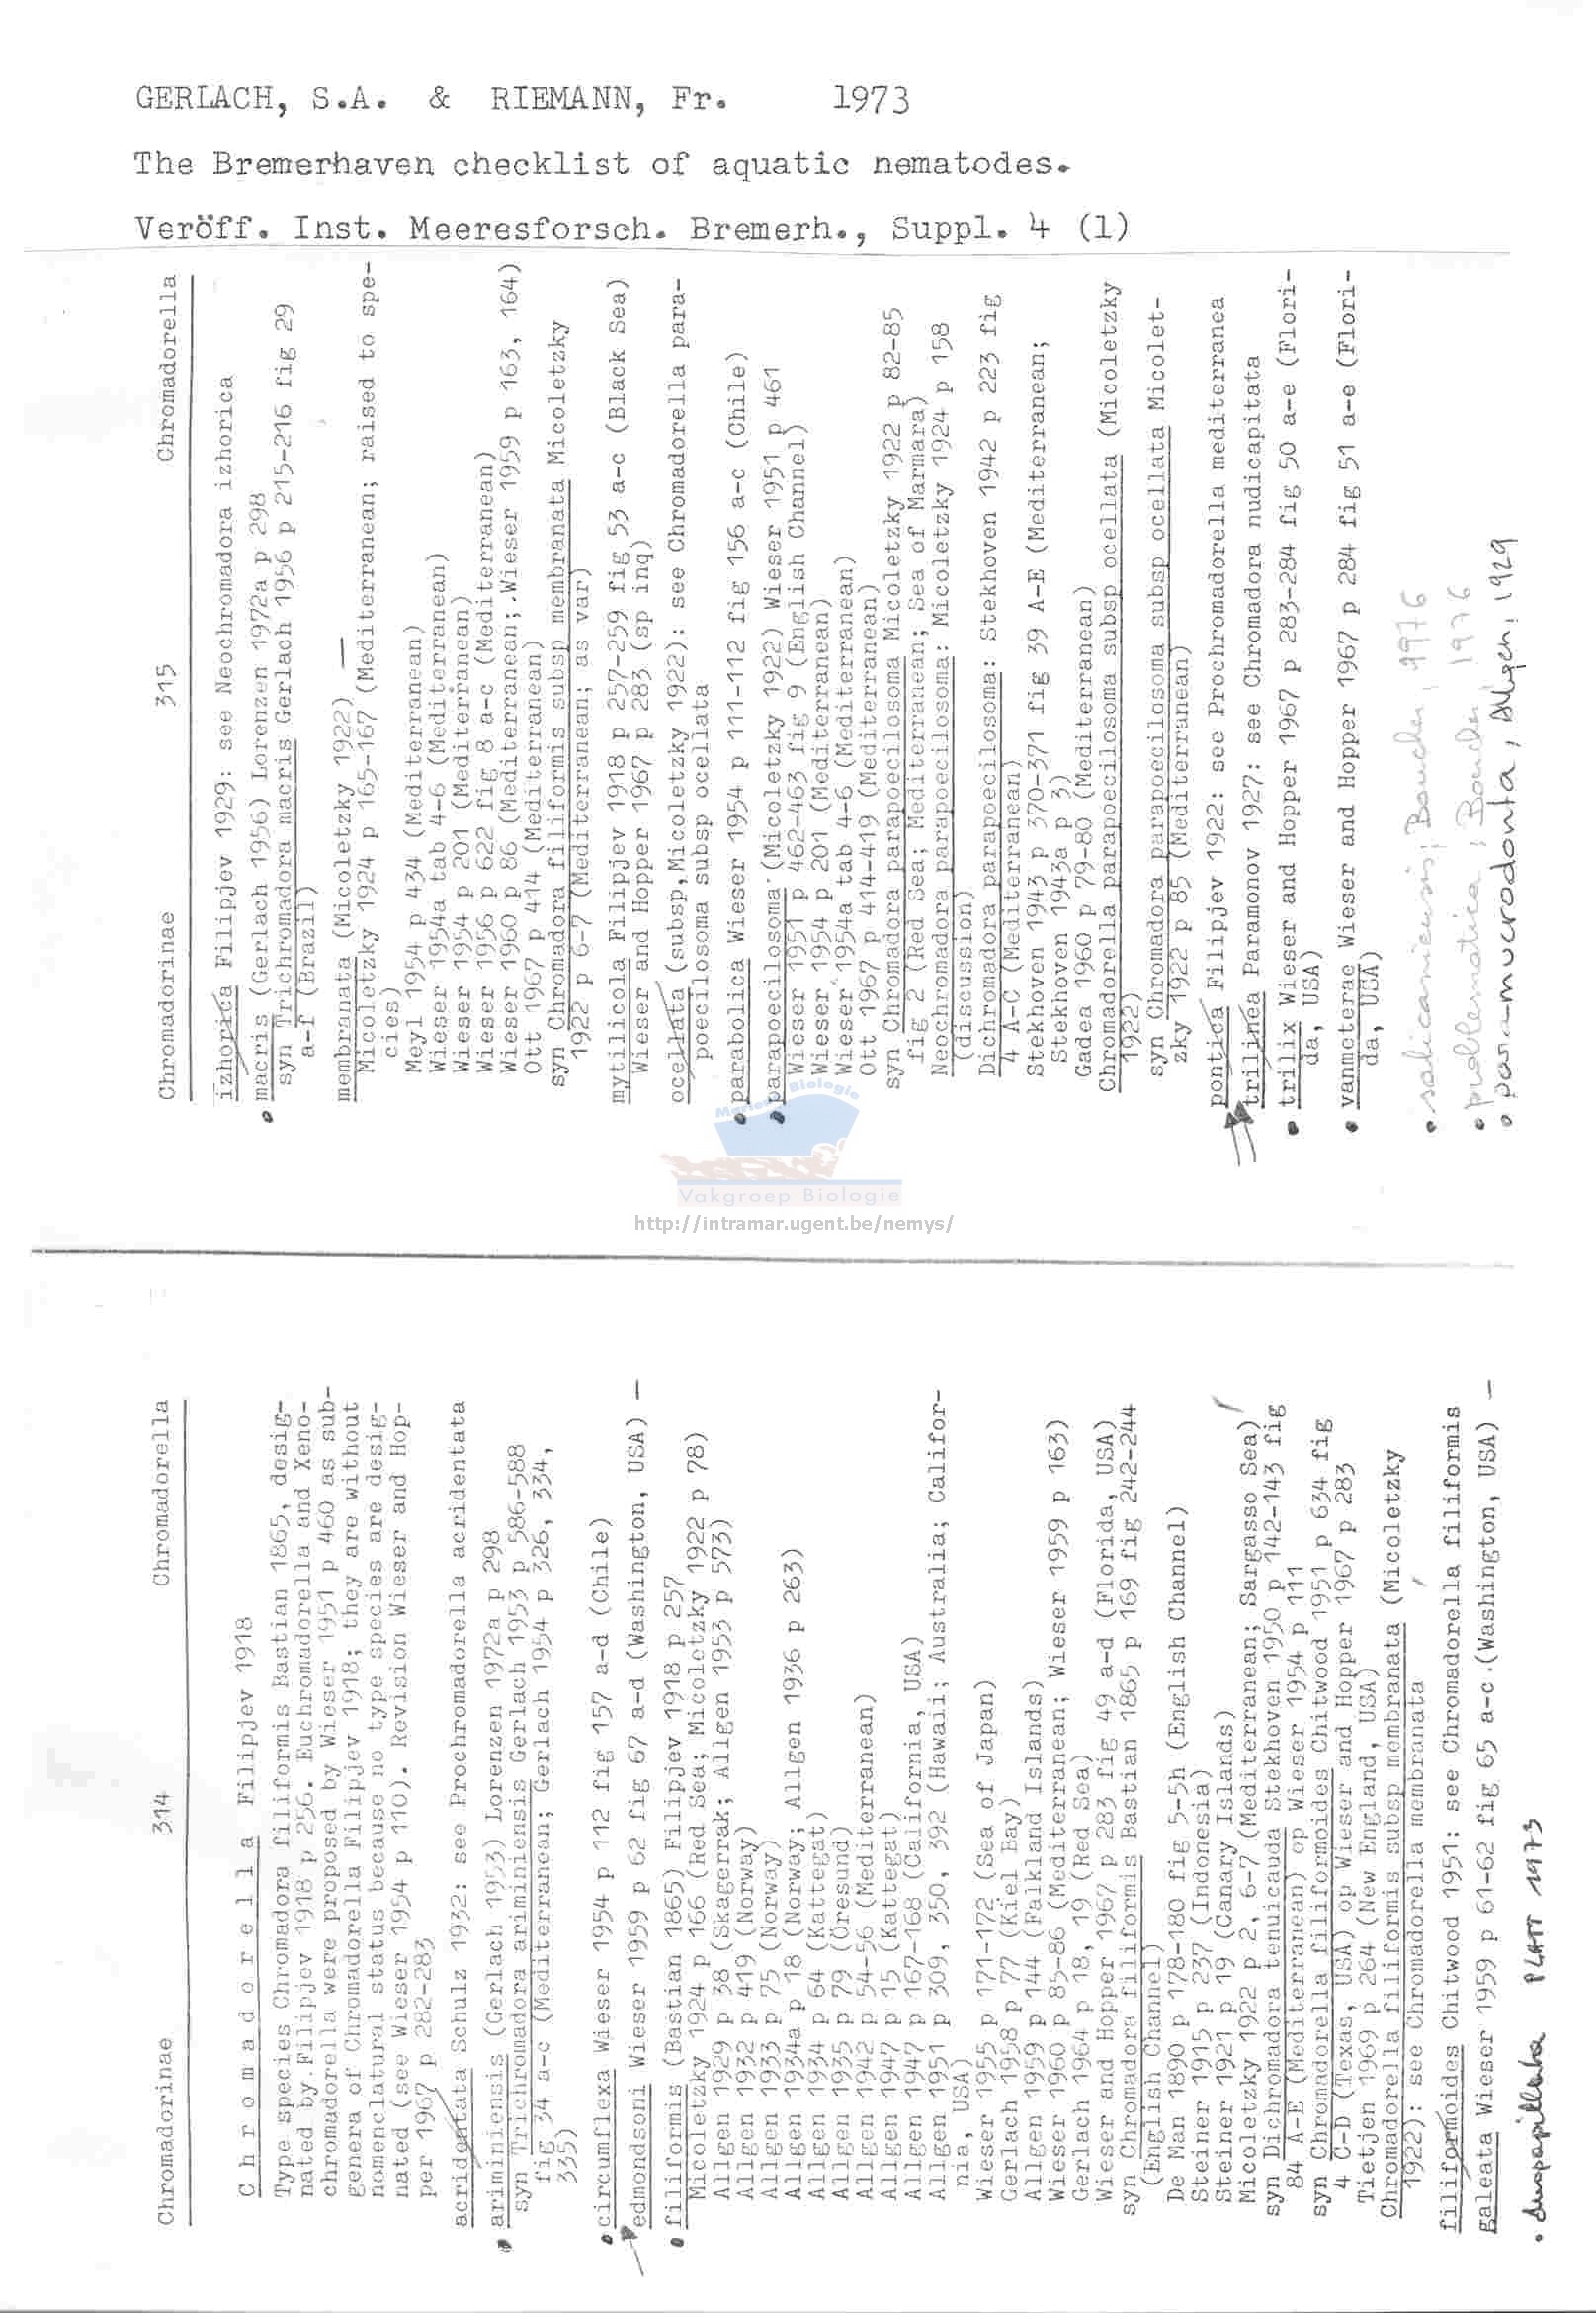 GERLACH, S.A. & RIEMANN, Fr. 1973
The Bremerhaven checklist of aquatic nematodes.
Veröff. Inst. Meeresforsch. Bremerh., Suppl. 4 (1)
Chromadorinae 314 Chromadorella
C h r o m a d o r e l l a Filipjev 1918
Type species Chromadora filiformis Bastian 1865, desig-
nated by.Filipjev 1918 p 256. Euchromadorella and Xeno-
chromadorella were proposed by Wieser 1951 p 460 as sub-
genera of Chromadorella Filipjev 1918; they are without
nomenclatural status because no type species are desig-
nated (see Wieser 1954 p 110). Revision Wieser and Hop-
per 1967 p 282-283
acridentata Schulz 1932: see Prochromadorella acridentata
ariminiensis (Gerlach 1953) Lorenzen 1972a p 298
syn Trichromadora ariminiensis Gerlach 1953 p 586-588
fig 34 a-c (Mediterranean; Gerlach 1954 p 326, 334,
335)
circumflexa Wieser 1954 p 112 fig 157 a-d (Chile)
edmondsoni Wieser 1959 p 62 fig 67 a-d (Washington, USA) —
filiformis (Bastian 1865) Filipjev 1918 p 257
Micoletzky 1924 p 166 (Red Sea; Micoletzky 1922 p 78)
Allgen 1929 p 38 (Skagerrak; Allgen 1953 p 573)
Allgen 1932 p 419 (Norway)
Allgen 1933 p 75 (Norway)
Allgen 1934a p 18 (Norway; Allgen 1936 p 263)
Allgen 1934 p 64 (Kattegat)
Allgen 1935 p 79 (Öresund)
Allgen 1942 p 54-56 (Mediterranean)
Allgen 1947 p 15 (Kattegat)
Allgen 1947 p 167-168 (California, USA)
Allgen 1951 p 309, 350, 392 (Hawaii; Australia; Califor-
nia, USA)
Wieser 1955 p 171-172 (Sea of Japan)
Gerlach 1958 p 77 (Kiel Bay)
Allgen 1959 p 144 (Falkland Islands)
Wieser 1960 p 85-86 (Mediterranean; Wieser 1959 p 163)
Gerlach 1964 p 18, 19 (Red Sea)
Wieser and Hopper 1967 p 283 fig 49 a-d (Florida, USA)
syn Chromadora filiformis Bastian 1865 p 169 fig 242-244
(English Channel)
De Man 1890 p 178-180 fig 5-5h (English Channel)
Steiner 1915 p 237 (Indonesia)
Steiner 1921 p 19 (Canary Islands)
Micoletzky 1922 p 2, 6-7 (Mediterranean; Sargasso Sea)
syn Dichromadora tenuicauda Stekhoven 1950 p 142-143 fig
84 A-E (Mediterranean) op Wieser 1954 p 111
syn Chromadorella filiformoides Chitwood 1951 p 634 fig
4 C-D (Texas, USA) op Wieser and Hopper 1967 p 283
Tietjen 1969 p 264 (New England, USA)
Chromadorella filiformis subsp membranata (Micoletzky
1922): see Chromadorella membranata
filiformoides Chitwood 1951: see Chromadorella filiformis
galeata Wieser 1959 p 61-62 fig 65 a-c.(Washington, USA) —
PLATT 1973
Chromadorinae 315 Chromadorella
izhorica Filipjev 1929: see Neochromadora izhorica
macris (Gerlach 1956) Lorenzen 1972a p 298
syn Trichromadora macris Gerlach 1956 p 215-216 fig 29
a-f (Brazil)
membranata (Micoletzky 1922) —
Micoletzky 1924 p 165-167 (Mediterranean; raised to spe-
cies)
Meyl 1954 p 434 (Mediterranean)
Wieser 1954a tab 4-6 (Mediterranean)
Wieser 1954 p 201 (Mediterranean)
Wieser 1956 p 622 fig 8 a-c (Mediterranean)
Wieser 1960 p 86 (Mediterranean; Wieser 1959 p 163, 164)
Ott 1967 p 414 (Mediterranean)
syn Chromadora filiformis subsp membranata Micoletzky
1922 p 6-7 (Mediterranean; as var)
mytilicola Filipjev 1918 p 257-259 fig 53 a-c (Black Sea)
Wieser and Hopper 1967 p 283 (sp inq)
ocellata (subsp,Micoletzky 1922): see Chromadorella para-
poecilosoma subsp ocellata
parabolica Wieser 1954 p 111-112 fig 156 a-c (Chile)
parapoecilosoma (Micoletzky 1922) Wieser 1951 p 461
Wieser 1951 p 462-463 fig 9 (English Channel)
Wieser 1954 p 201 (Mediterranean)
Wieser 1954a tab 4-6 (Mediterranean)
Ott 1967 p 414-419 (Mediterranean)
syn Chromadora parapoecilosoma Micoletzky 1922 p 82-85
fig 2 (Red Sea; Mediterranean; Sea of Marmara)
Neochromadora parapoecilosoma: Micoletzky 1924 p 158
(discussion)
Dichromadora parapoecilosoma: Stekhoven 1942 p 223 fig
4 A-C (Mediterranean)
Stekhoven 1943 p 370-371 fig 39 A-E (Mediterranean;
Stekhoven 1943a p 3)
Gadea 1960 p 79-80 (Mediterranean)
Chromadorella parapoecilosoma subsp ocellata (Micoletzky
1922)
syn Chromadora parapoecilosoma subsp ocellata Micolet-
zky 1922 p 85 (Mediterranean)
pontica Filipjev 1922: see Prochromadorella mediterranea
trilinea Paramonov 1927: see Chromadora nudicapitata
trilix Wieser and Hopper 1967 p 283-284 fig 50 a-e (Flori-
da, USA)
vanmeterae Wieser and Hopper 1967 p 284 fig 51 a-e (Flori-
da, USA)
salicaniensis, Boucher, 1976
problematica, Boucher, 1976
para-mucrodonta, Allgen, 1929
Mariene Biologie
Vakgroep Biologie
http://intramar.ugent.be/nemys/